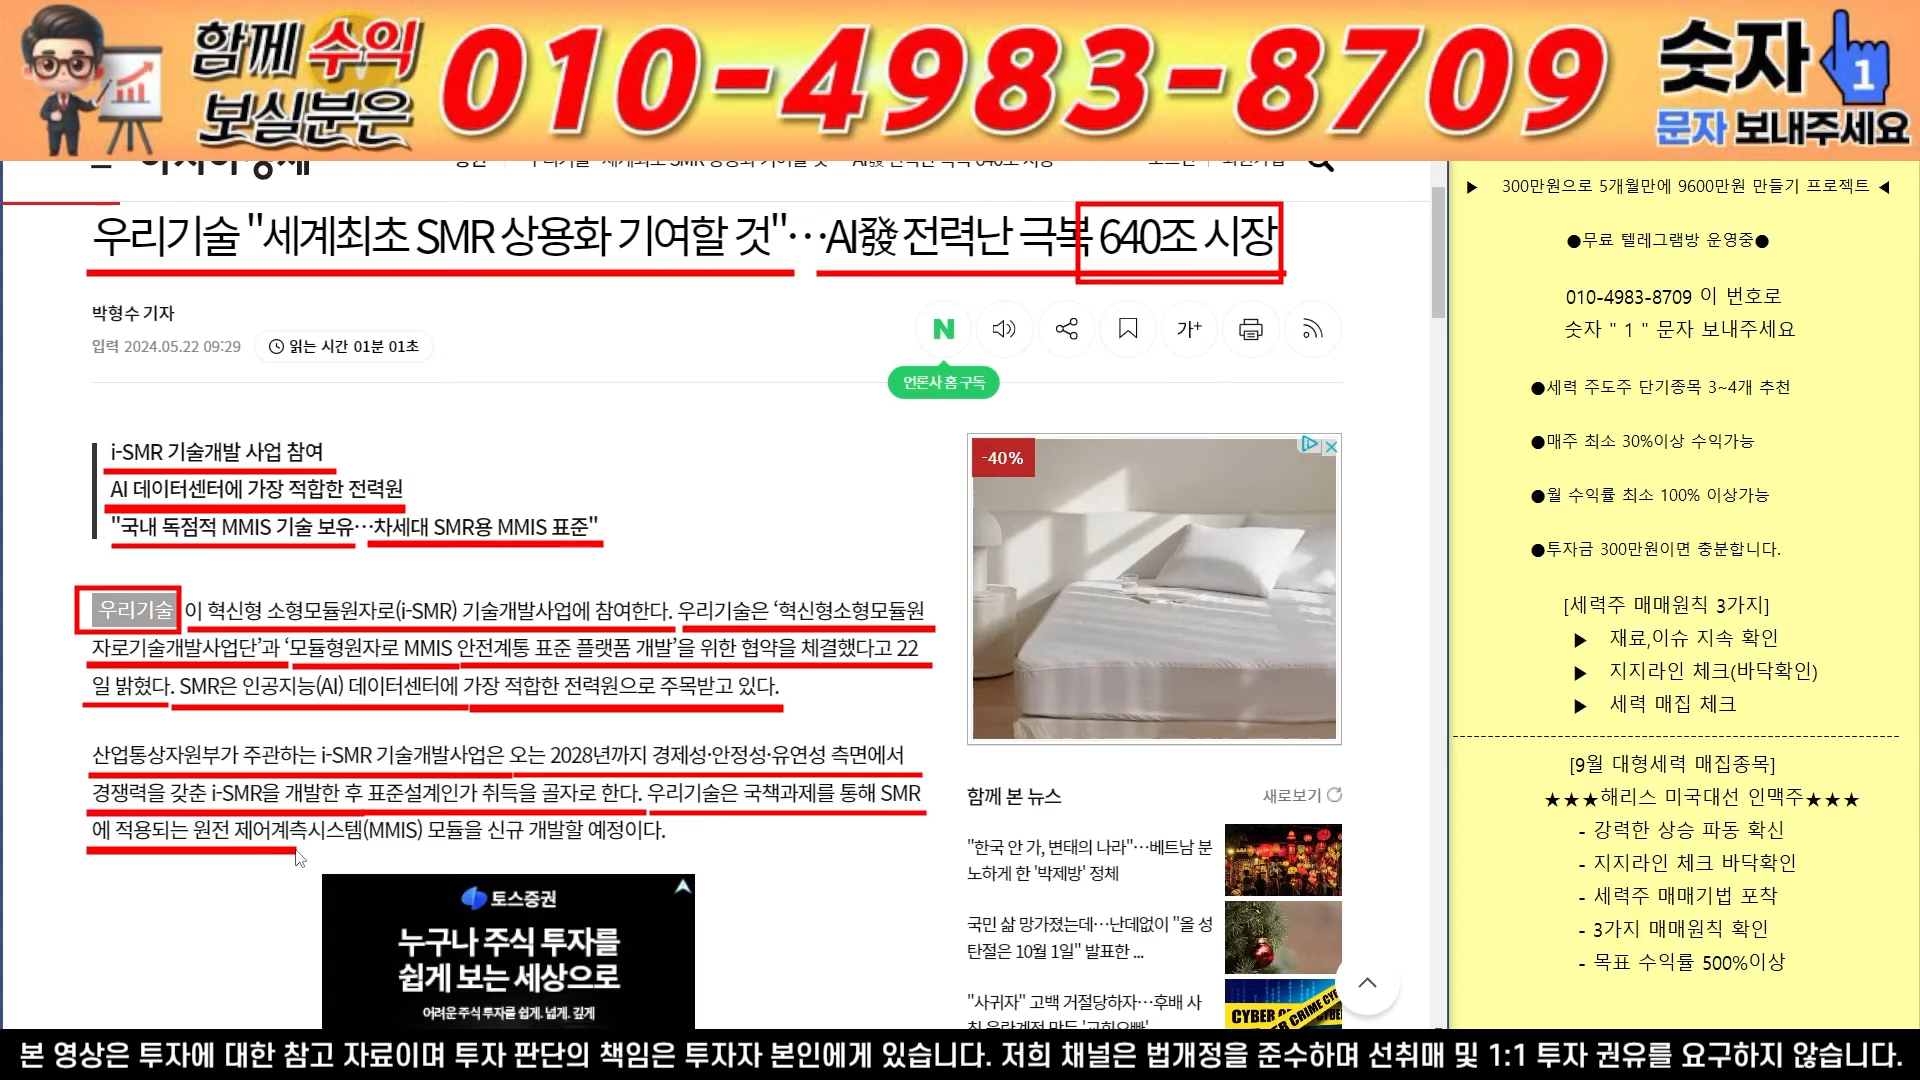 함께 수익
보실분은
010-4983-8709
숫자 1
문자 보내주세요
우리기술 "세계최초 SMR 상용화 기여할 것"…AI發 전력난 극복 640조 시장
박형수 기자
입력 2024.05.22 09:29
읽는 시간 01분 01초
N
가+
언론사 홈 구독
i-SMR 기술개발 사업 참여
AI 데이터센터에 가장 적합한 전력원
"국내 독점적 MMIS 기술 보유…차세대 SMR용 MMIS 표준"
우리기술 이 혁신형 소형모듈원자로(i-SMR) 기술개발사업에 참여한다. 우리기술은 ‘혁신형소형모듈원
자로기술개발사업단’과 ‘모듈형원자로 MMIS 안전계통 표준 플랫폼 개발’을 위한 협약을 체결했다고 22
일 밝혔다. SMR은 인공지능(AI) 데이터센터에 가장 적합한 전력원으로 주목받고 있다.
산업통상자원부가 주관하는 i-SMR 기술개발사업은 오는 2028년까지 경제성·안정성·유연성 측면에서
경쟁력을 갖춘 i-SMR을 개발한 후 표준설계인가 취득을 골자로 한다. 우리기술은 국책과제를 통해 SMR
에 적용되는 원전 제어계측시스템(MMIS) 모듈을 신규 개발할 예정이다.
토스증권
누구나 주식 투자를
쉽게 보는 세상으로
어려운 주식 투자를 쉽게. 넓게. 깊게
-40%
함께 본 뉴스
새로보기
"한국 안 가, 변태의 나라"…베트남 분
노하게 한 '박제방' 정체
국민 삶 망가졌는데…난데없이 "올 성
탄절은 10월 1일" 발표한 ...
"사귀자" 고백 거절당하자…후배 사
CYBER CRIME
▶ 300만원으로 5개월만에 9600만원 만들기 프로젝트 ◀
●무료 텔레그램방 운영중●
010-4983-8709 이 번호로
숫자 " 1 " 문자 보내주세요
●세력 주도주 단기종목 3~4개 추천
●매주 최소 30%이상 수익가능
●월 수익률 최소 100% 이상가능
●투자금 300만원이면 충분합니다.
[세력주 매매원칙 3가지]
▶ 재료,이슈 지속 확인
▶ 지지라인 체크(바닥확인)
▶ 세력 매집 체크
[9월 대형세력 매집종목]
★★★해리스 미국대선 인맥주★★★
- 강력한 상승 파동 확신
- 지지라인 체크 바닥확인
- 세력주 매매기법 포착
- 3가지 매매원칙 확인
- 목표 수익률 500%이상
본 영상은 투자에 대한 참고 자료이며 투자 판단의 책임은 투자자 본인에게 있습니다. 저희 채널은 법개정을 준수하며 선취매 및 1:1 투자 권유를 요구하지 않습니다.